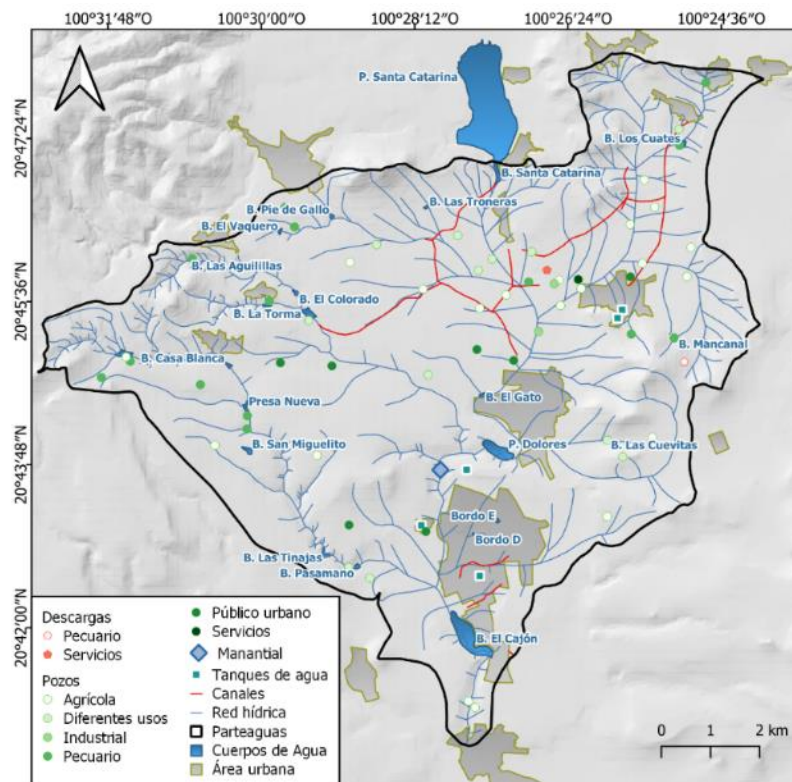 100°31'48"O 100°30'00"O 100°28'12"O 100°26'24"O 100°24'36"O
P. Santa Catarina
20°47'24"N
B. Los Cuates
B. Santa Catarina
B. Pie de Gallo
B. Las Troneras
B. El Vaquero
B. Las Aguilillas
20°45'36"N
B. El Colorado
B. La Torma
B. Mancanal
B. Casa Blanca
Presa Nueva
B. El Gato
20°43'48"N
B. San Miguelito
P. Dolores
B. Las Cuevitas
Bordo E
Bordo D
B. Las Tinajas
B. Pasamano
20°42'00"N
B. El Cajón
Descargas
Pecuario
Servicios
Pozos
Agrícola
Diferentes usos
Industrial
Pecuario
Público urbano
Servicios
Manantial
Tanques de agua
Canales
Red hídrica
Parteaguas
Cuerpos de Agua
Área urbana
0 1 2 km